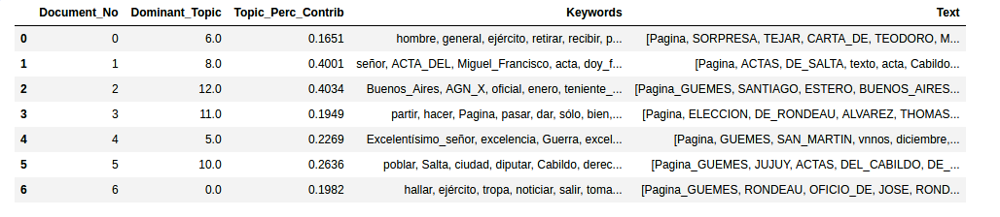 Document_No Dominant_Topic Topic_Perc_Contrib Keywords Text
0 0 6.0 0.1651 hombre, general, ejército, retirar, recibir, p... [Pagina, SORPRESA, TEJAR, CARTA_DE, TEODORO, M...
1 1 8.0 0.4001 señor, ACTA_DEL, Miguel_Francisco, acta, doy_f... [Pagina, ACTAS, DE_SALTA, texto, acta, Cabildo...
2 2 12.0 0.4034 Buenos_Aires, AGN_X, oficial, enero, teniente_... [Pagina_GUEMES, SANTIAGO, ESTERO, BUENOS_AIRES...
3 3 11.0 0.1949 partir, hacer, Pagina, pasar, dar, sólo, bien,... [Pagina, ELECCION, DE_RONDEAU, ALVAREZ, THOMAS...
4 4 5.0 0.2269 Excelentísimo_señor, excelencia, Guerra, excel... [Pagina, GUEMES, SAN_MARTIN, vnnos, diciembre,...
5 5 10.0 0.2636 poblar, Salta, ciudad, diputar, Cabildo, derec... [Pagina_GUEMES, JUJUY, ACTAS, DEL_CABILDO, DE_...
6 6 0.0 0.1982 hallar, ejército, tropa, noticiar, salir, toma... [Pagina_GUEMES, RONDEAU, OFICIO_DE, JOSE, ROND...